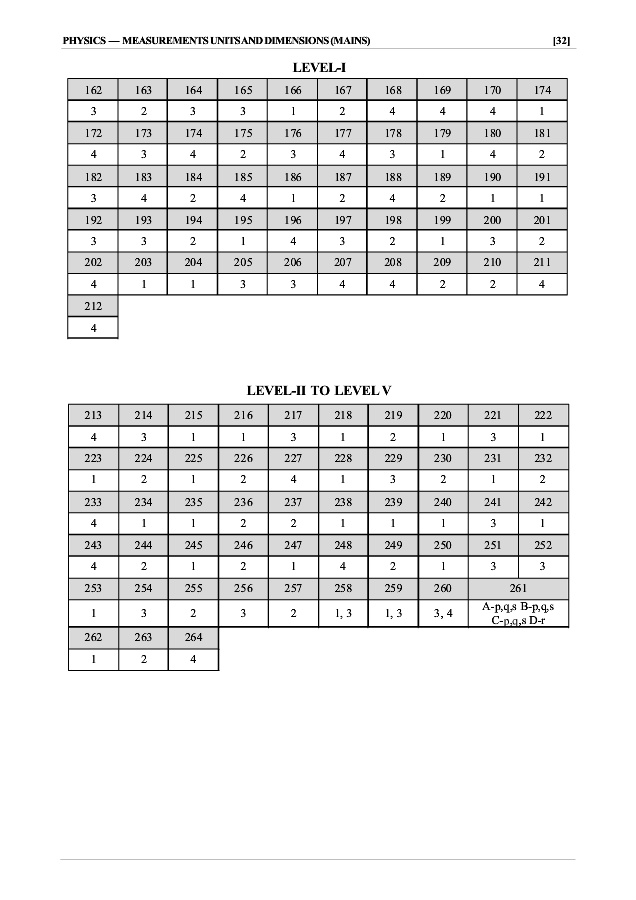 PHYSICS — MEASUREMENTS UNITS AND DIMENSIONS (MAINS) [32]
LEVEL-I
162 163 164 165 166 167 168 169 170 174
3 2 3 3 1 2 4 4 4 1
172 173 174 175 176 177 178 179 180 181
4 3 4 2 3 4 3 1 4 2
182 183 184 185 186 187 188 189 190 191
3 4 2 4 1 2 4 2 1 1
192 193 194 195 196 197 198 199 200 201
3 3 2 1 4 3 2 1 3 2
202 203 204 205 206 207 208 209 210 211
4 1 1 3 3 4 4 2 2 4
212
4
LEVEL-II TO LEVEL V
213 214 215 216 217 218 219 220 221 222
4 3 1 1 3 1 2 1 3 1
223 224 225 226 227 228 229 230 231 232
1 2 1 2 4 1 3 2 1 2
233 234 235 236 237 238 239 240 241 242
4 1 1 2 2 1 1 1 3 1
243 244 245 246 247 248 249 250 251 252
4 2 1 2 1 4 2 1 3 3
253 254 255 256 257 258 259 260 261
1 3 2 3 2 1, 3 1, 3 3, 4 A-p,q,s B-p,q,s
C-p,q,s D-r
262 263 264
1 2 4